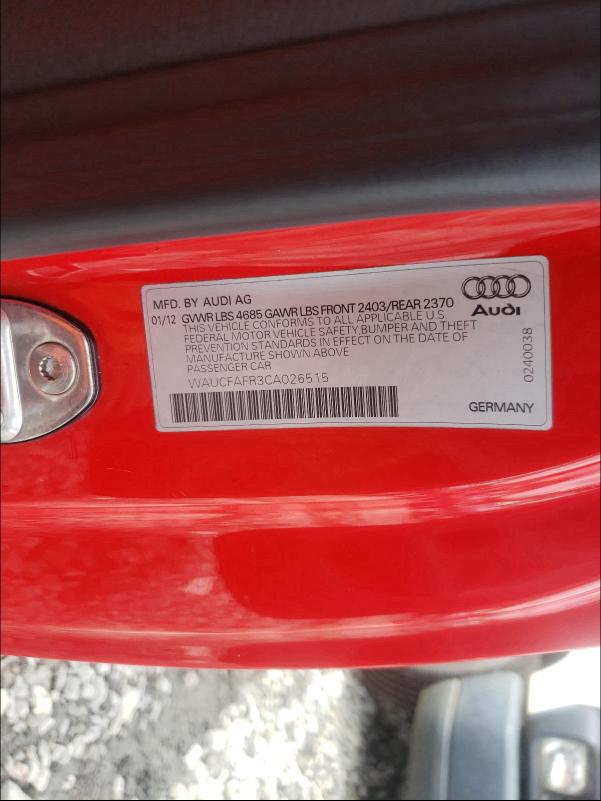 MFD. BY AUDI AG
01/12 GVWR LBS 4685 GAWR LBS FRONT 2403/REAR 2370
THIS VEHICLE CONFORMS TO ALL APPLICABLE U.S.
FEDERAL MOTOR VEHICLE SAFETY,BUMPER AND THEFT
PREVENTION STANDARDS IN EFFECT ON THE DATE OF
MANUFACTURE SHOWN ABOVE
PASSENGER CAR
WAUCFAFR3CA026515
Audi
0240038
GERMANY